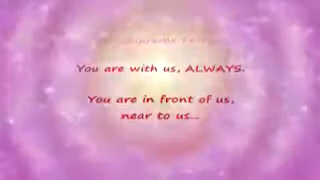 You are with us, ALWAYS.
You are in front of us,
near to us...